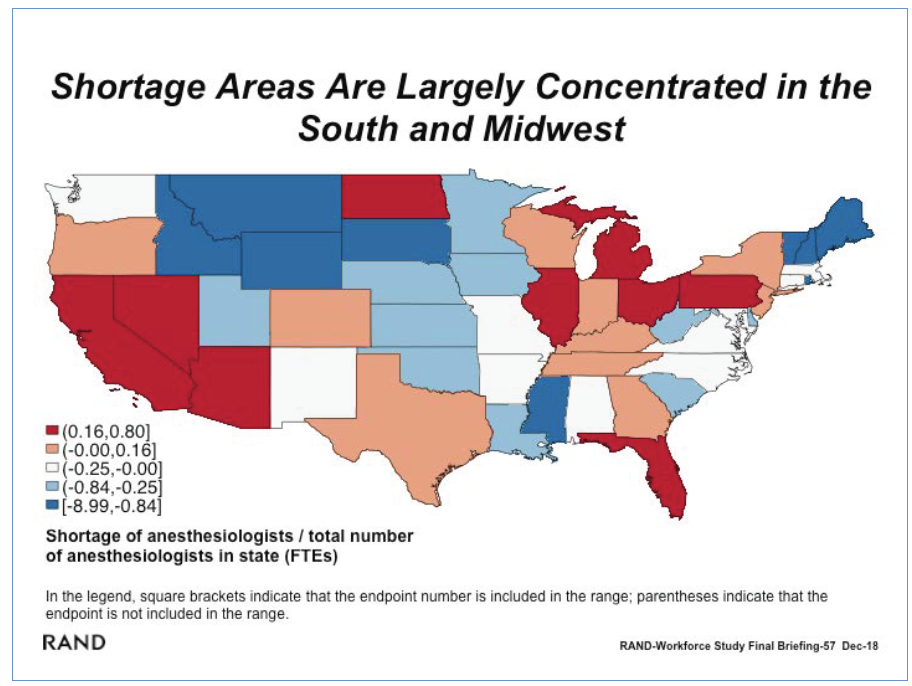 Shortage Areas Are Largely Concentrated in the
South and Midwest
(0.16,0.80]
(-0.00,0.16]
(-0.25,-0.00]
(-0.84,-0.25]
[-8.99,-0.84]
Shortage of anesthesiologists / total number
of anesthesiologists in state (FTEs)
In the legend, square brackets indicate that the endpoint number is included in the range; parentheses indicate that the
endpoint is not included in the range.
RAND
RAND-Workforce Study Final Briefing-57 Dec-18